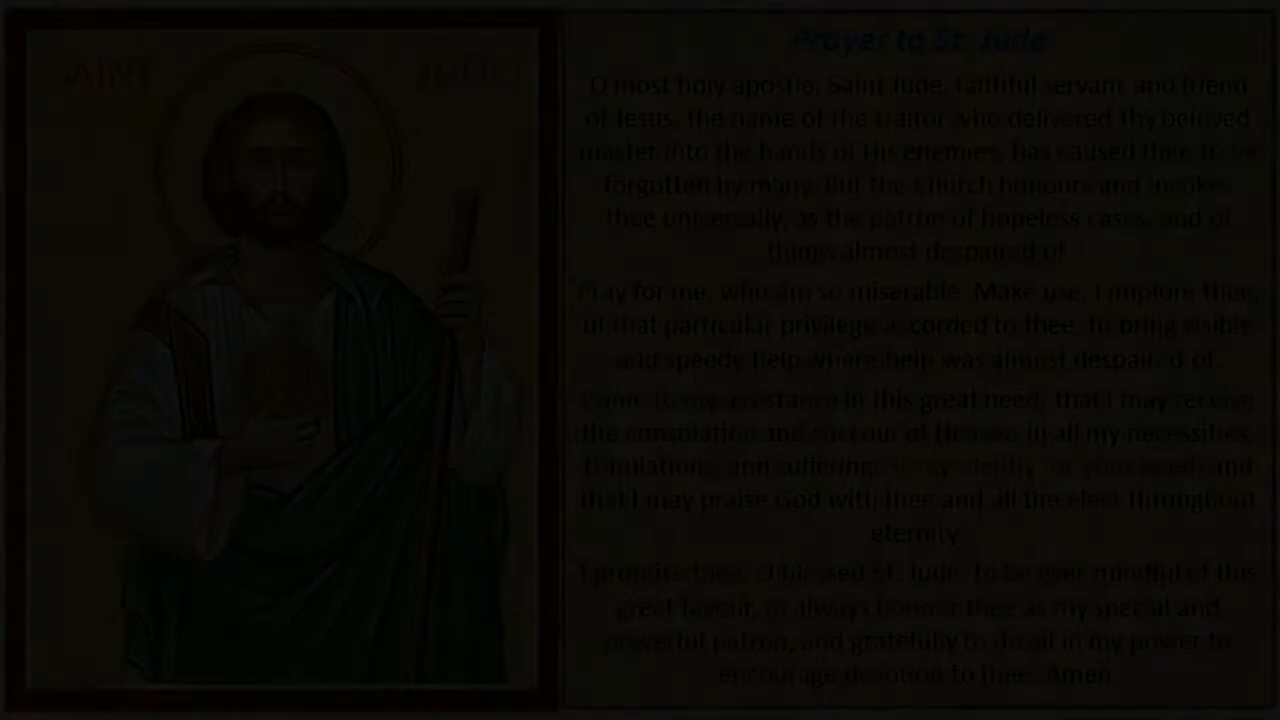 SAINT JUDE
Prayer to St. Jude
O most holy apostle, Saint Jude, faithful servant and friend
of Jesus, the name of the traitor who delivered thy beloved
master into the hands of His enemies, has caused thee to be
forgotten by many. But the Church honours and invokes
thee universally, as the patron of hopeless cases, and of
things almost despaired of.
Pray for me, who am so miserable. Make use, I implore thee,
of that particular privilege accorded to thee, to bring visible
and speedy help where help was almost despaired of.
Come to my assistance in this great need, that I may receive
the consolation and succour of Heaven in all my necessities,
tribulations, and sufferings (Pray silently for your need) and
that I may praise God with thee and all the elect throughout
eternity.
I promise thee, O blessed St. Jude, to be ever mindful of this
great favour, to always honour thee as my special and
powerful patron, and gratefully to do all in my power to
encourage devotion to thee. Amen.